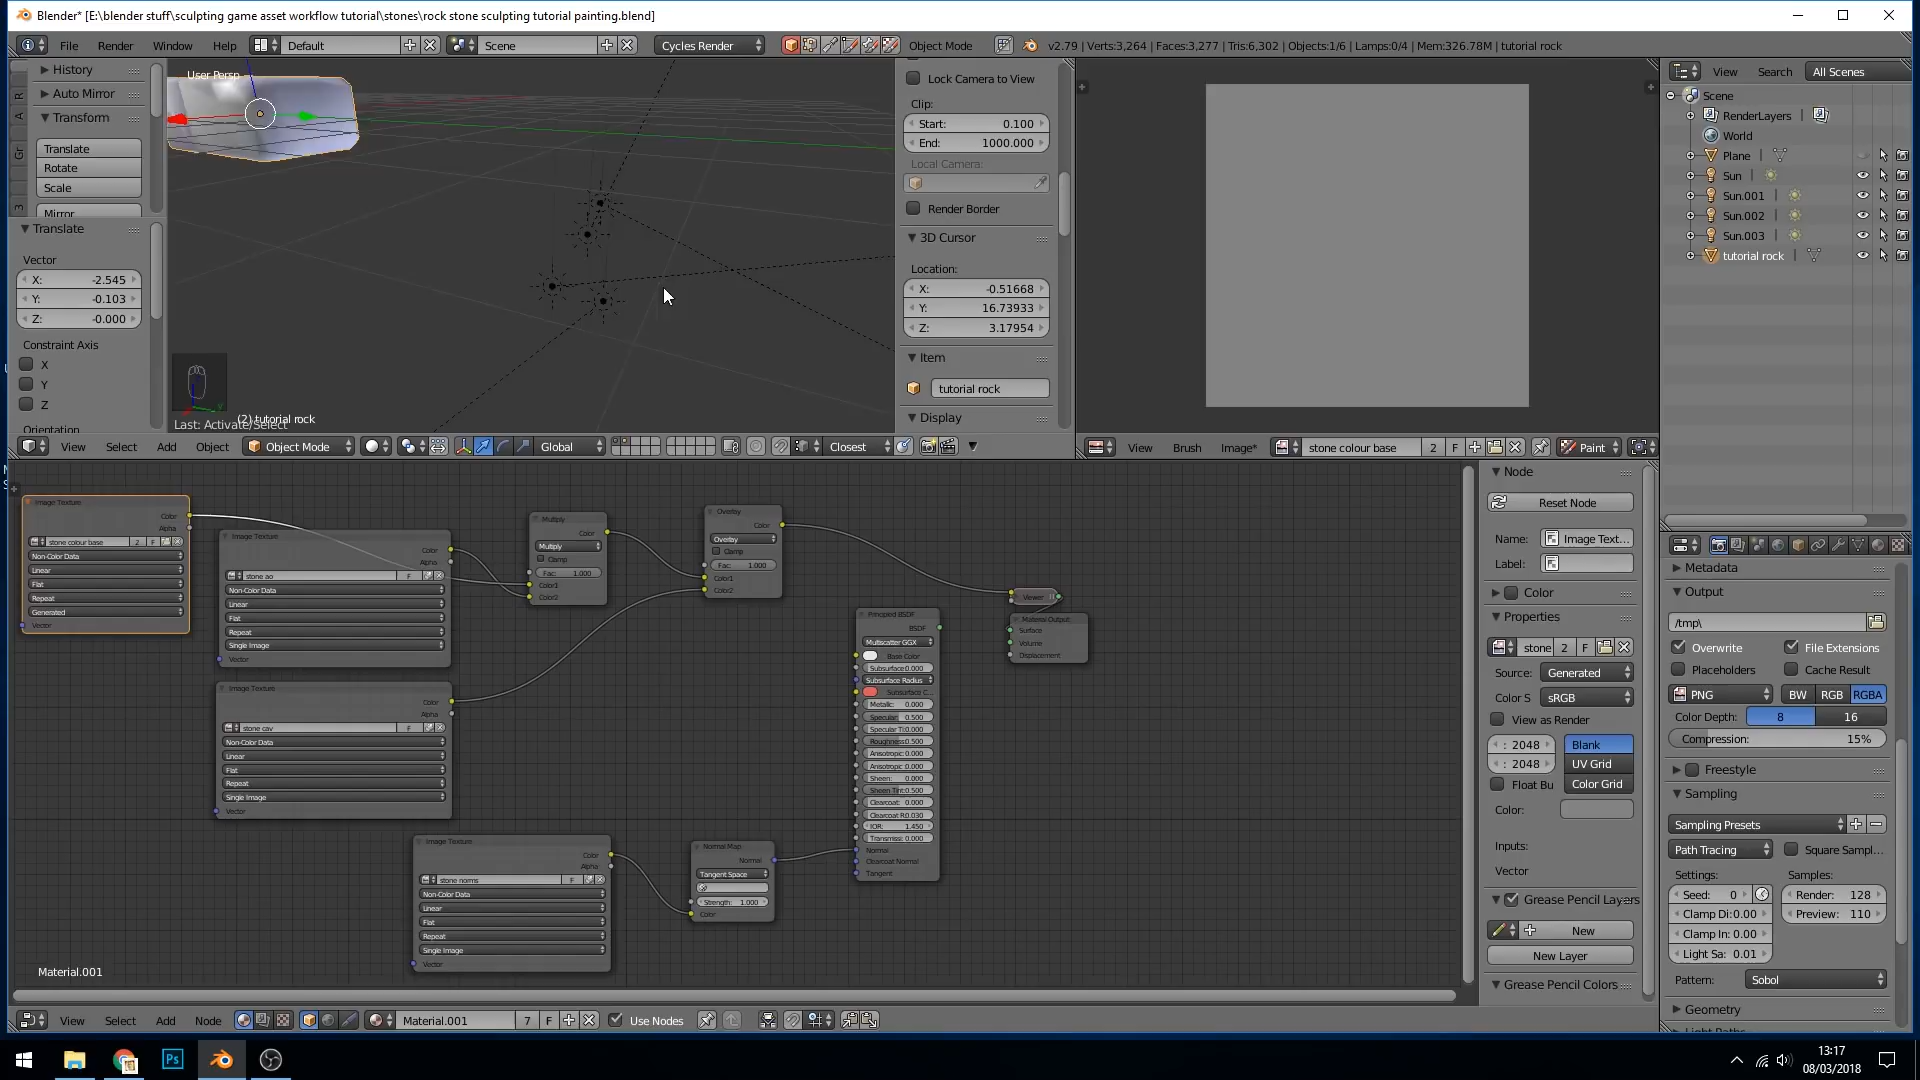 Blender* [E:\blender stuff\sculpting game asset workflow tutorial\stones\rock stone sculpting tutorial painting.blend]
File Render Window Help Default Scene Cycles Render Object Mode v2.79 | Verts:3,264 | Faces:3,277 | Tris:6,302 | Objects:1/6 | Lamps:0/4 | Mem:326.78M | tutorial rock
History
Auto Mirror
Transform
Translate
Rotate
Scale
Mirror
Translate
Vector
X: -2.545
Y: -0.103
Z: -0.000
Constraint Axis
X
Y
Z
Orientation
User Persp
(2) tutorial rock
Last: Activate/Select
Lock Camera to View
Clip:
Start: 0.100
End: 1000.000
Local Camera:
Render Border
3D Cursor
Location:
X: -0.51668
Y: 16.73933
Z: 3.17954
Item
tutorial rock
Display
View Select Add Object Object Mode Global Closest
View Brush Image* stone colour base 2 F Paint
View Search All Scenes
Scene
RenderLayers
World
Plane
Sun
Sun.001
Sun.002
Sun.003
tutorial rock
Image Texture
Color
Alpha
stone colour base 2 F
Non-Color Data
Linear
Flat
Repeat
Generated
Vector
Image Texture
Color
Alpha
stone ao F
Non-Color Data
Linear
Flat
Repeat
Single Image
Vector
Image Texture
Color
Alpha
stone cav F
Non-Color Data
Linear
Flat
Repeat
Single Image
Vector
Image Texture
Color
Alpha
stone norms F
Non-Color Data
Linear
Flat
Repeat
Single Image
Vector
Multiply
Color
Multiply
Clamp
Fac: 1.000
Color1
Color2
Overlay
Color
Overlay
Clamp
Fac: 1.000
Color1
Color2
Normal Map
Normal
Tangent Space
Strength: 1.000
Color
Principled BSDF
BSDF
Multiscatter GGX
Base Color
Subsurface:0.000
Subsurface Radius
Subsurface C...
Metallic: 0.000
Specular: 0.500
Specular Ti:0.000
Roughness:0.500
Anisotropic:0.000
Anisotropic 0.000
Sheen: 0.000
Sheen Tint:0.500
Clearcoat: 0.000
Clearcoat R:0.030
IOR: 1.450
Transmiss: 0.000
Normal
Clearcoat Normal
Tangent
Viewer
Material Output
Surface
Volume
Displacement
Material.001
View Select Add Node Material.001 7 F Use Nodes
Node
Reset Node
Name: Image Text...
Label:
Color
Properties
stone 2 F
Source: Generated
Color S sRGB
View as Render
: 2048 Blank
: 2048 UV Grid
Float Bu Color Grid
Color:
Inputs:
Vector
Grease Pencil Layers
New
New Layer
Grease Pencil Colors
Metadata
Output
/tmp\
Overwrite File Extensions
Placeholders Cache Result
PNG BW RGB RGBA
Color Depth: 8 16
Compression: 15%
Freestyle
Sampling
Sampling Presets
Path Tracing Square Sampl...
Settings: Samples:
Seed: 0 Render: 128
Clamp Di:0.00 Preview: 110
Clamp In: 0.00
Light Sa: 0.01
Pattern: Sobol
Geometry
Light Paths
Ps
13:17
08/03/2018